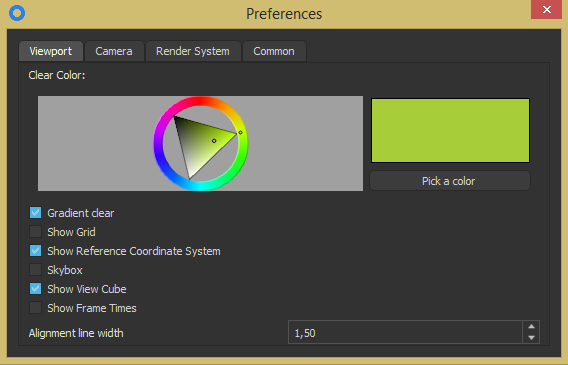 Preferences
Viewport Camera Render System Common
Clear Color:
Pick a color
Gradient clear
Show Grid
Show Reference Coordinate System
Skybox
Show View Cube
Show Frame Times
Alignment line width 1,50